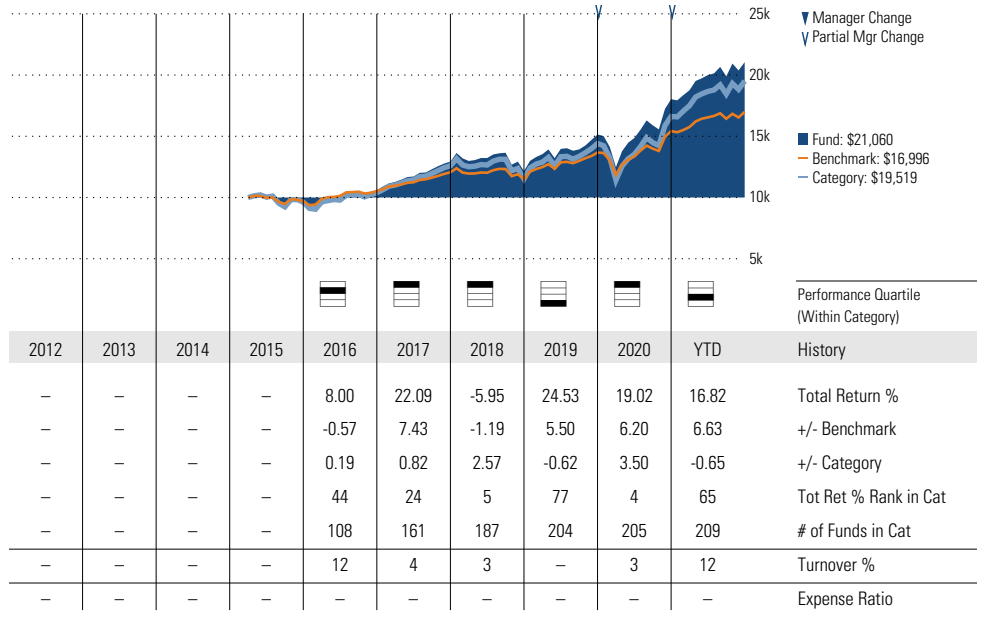 25k
20k
15k
10k
5k
Manager Change
Partial Mgr Change
Fund: $21,060
Benchmark: $16,996
Category: $19,519
Performance Quartile
(Within Category)
2012 2013 2014 2015 2016 2017 2018 2019 2020 YTD History
– – – – 8.00 22.09 -5.95 24.53 19.02 16.82 Total Return %
– – – – -0.57 7.43 -1.19 5.50 6.20 6.63 +/- Benchmark
– – – – 0.19 0.82 2.57 -0.62 3.50 -0.65 +/- Category
– – – – 44 24 5 77 4 65 Tot Ret % Rank in Cat
– – – – 108 161 187 204 205 209 # of Funds in Cat
– – – – 12 4 3 – 3 12 Turnover %
– – – – – – – – – – Expense Ratio